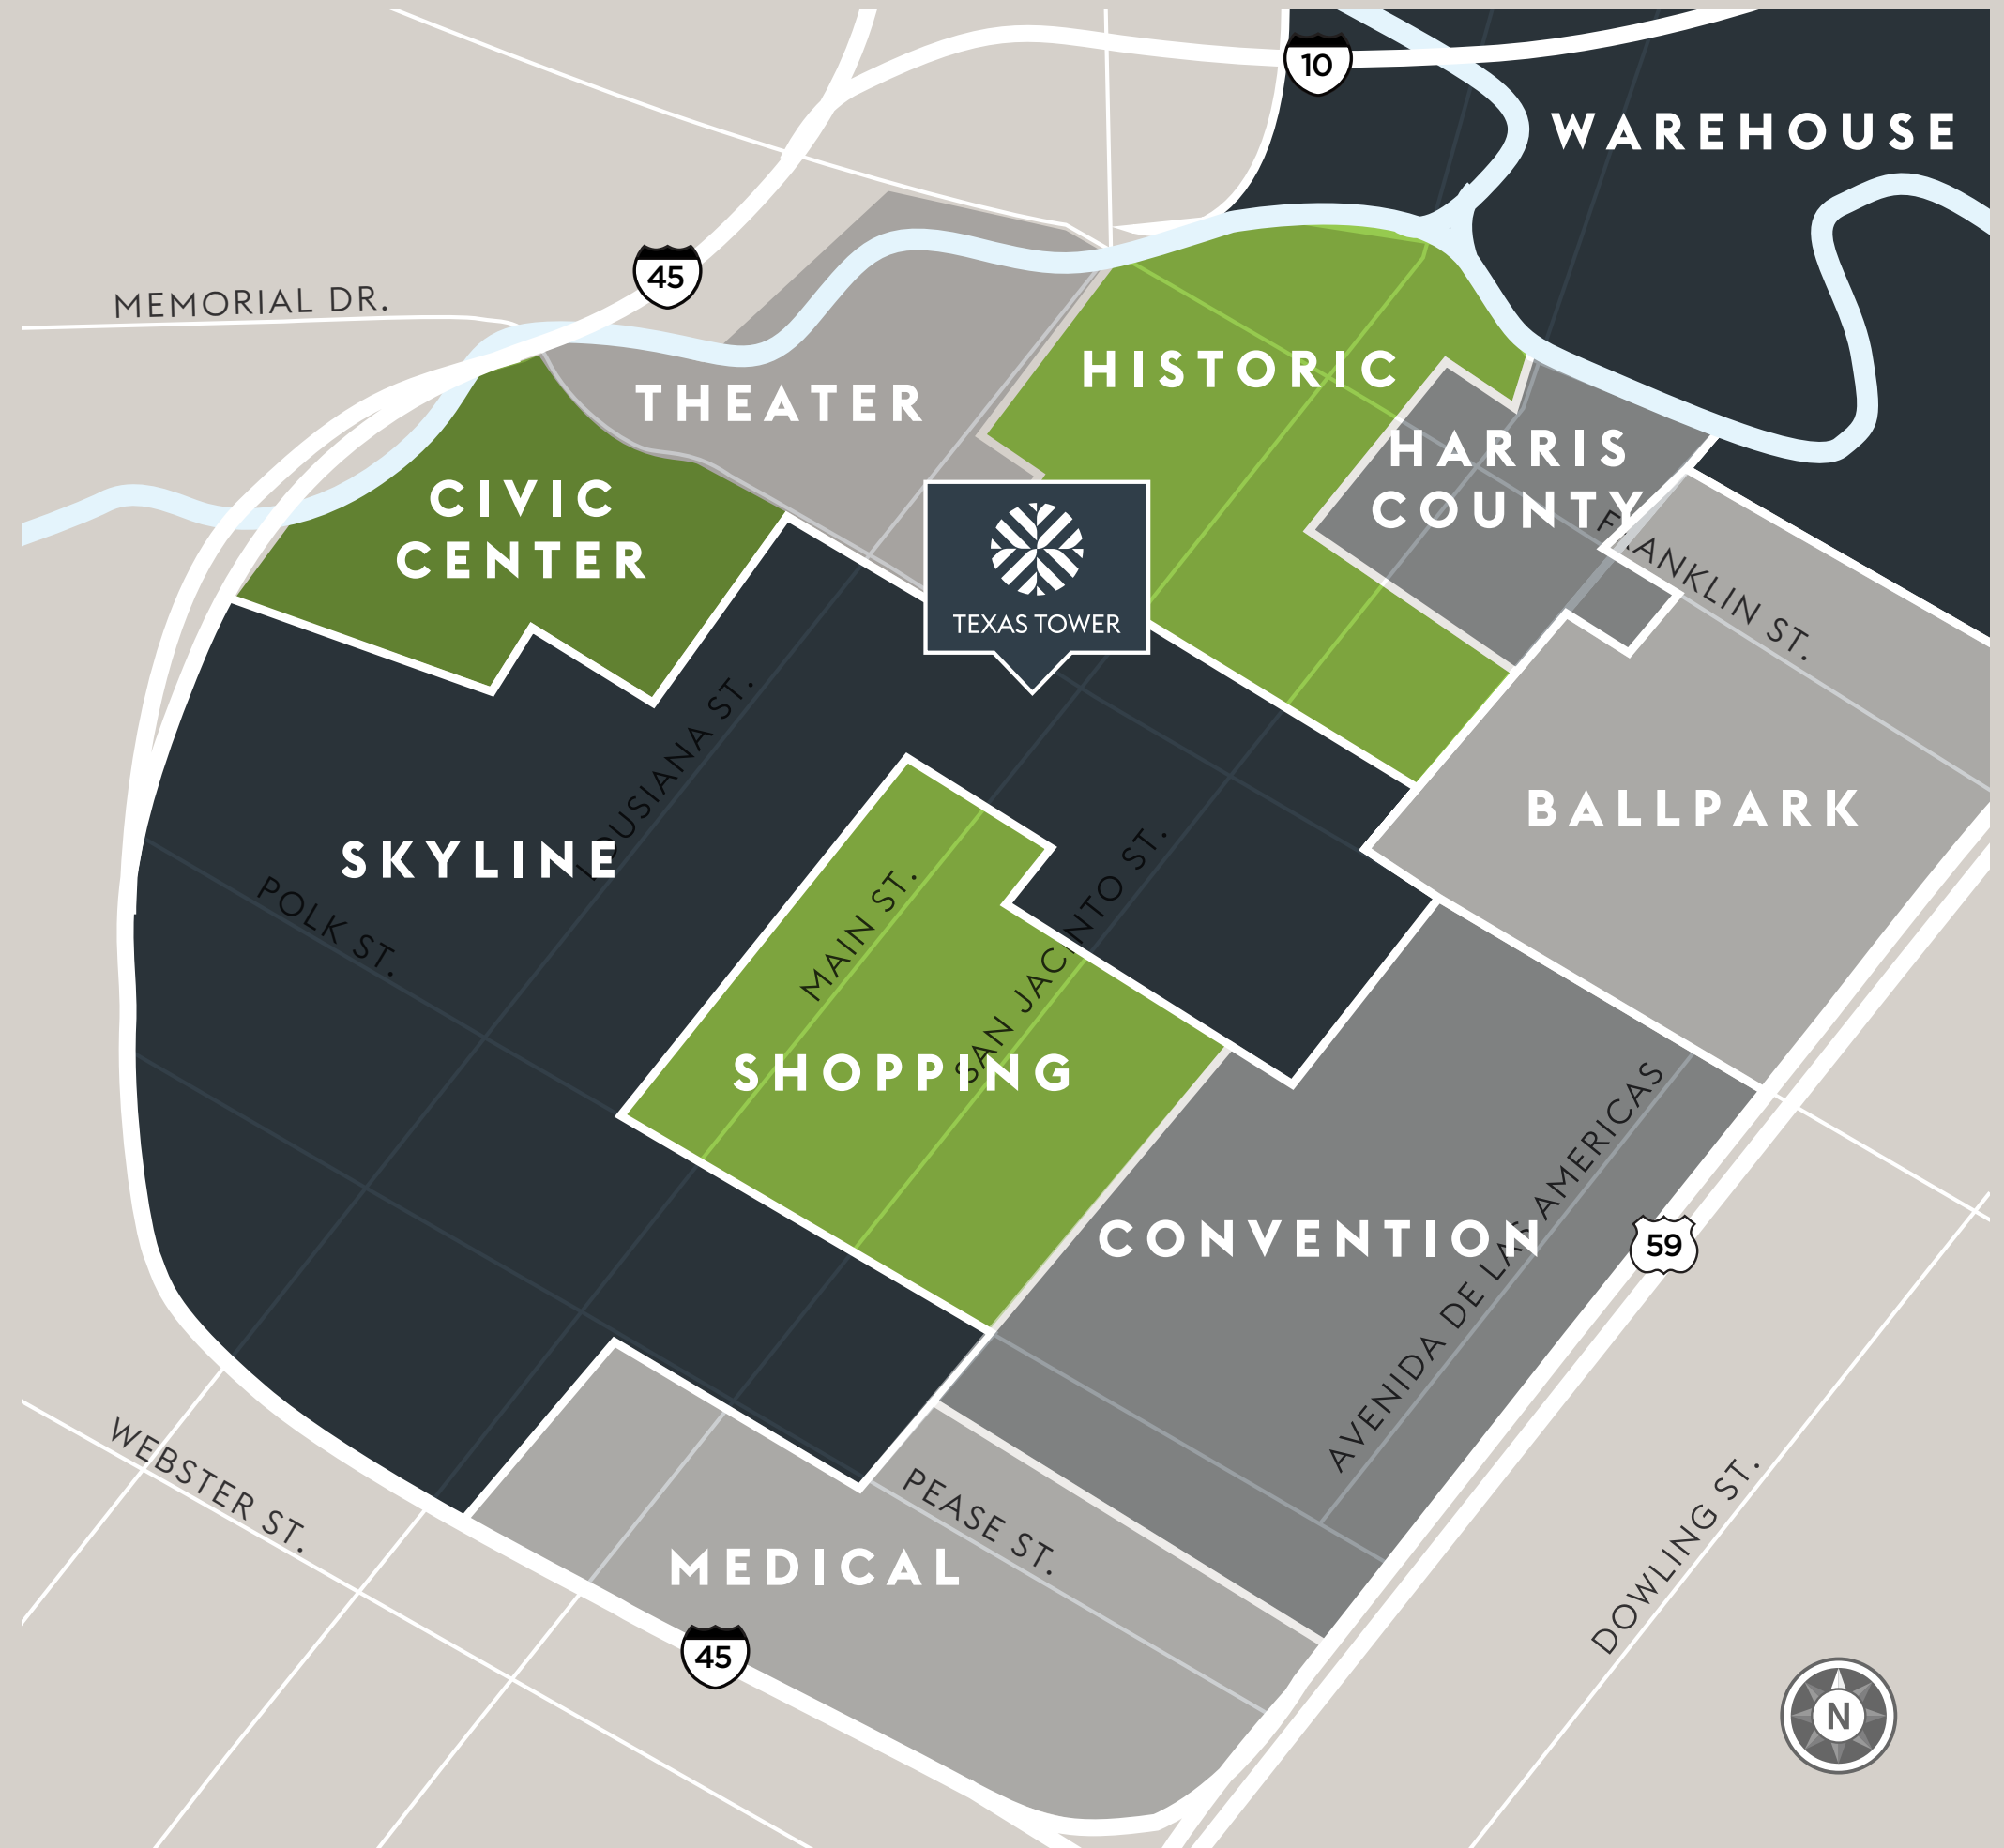 10
WAREHOUSE
45
MEMORIAL DR.
THEATER
HISTORIC
HARRIS
COUNTY
CIVIC
CENTER
FRANKLIN ST.
TEXAS TOWER
LOUSIANA ST.
BALLPARK
SKYLINE
POLK ST.
MAIN ST.
SAN JACINTO ST.
SHOPPING
CONVENTION
AVENIDA DE LAS AMERICAS
59
WEBSTER ST.
PEASE ST.
MEDICAL
DOWLING ST.
45
N